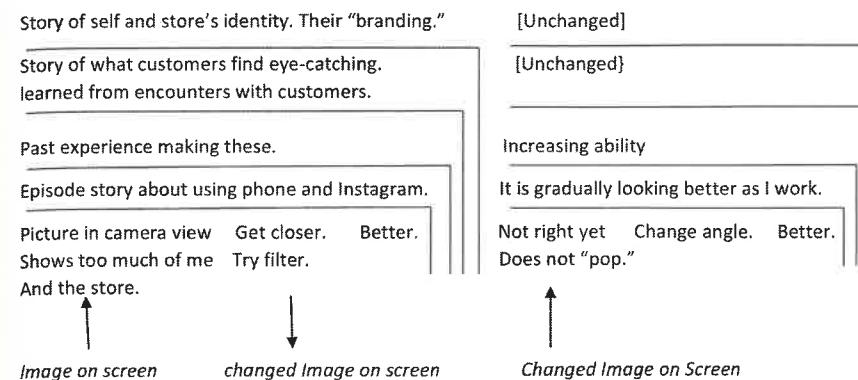 Story of self and store's identity. Their "branding." [Unchanged]
Story of what customers find eye-catching. [Unchanged}
learned from encounters with customers.
Past experience making these. Increasing ability
Episode story about using phone and Instagram. It is gradually looking better as I work.
Picture in camera view Get closer. Better. Not right yet Change angle. Better.
Shows too much of me Try filter. Does not "pop."
And the store.
Image on screen changed Image on screen Changed Image on Screen